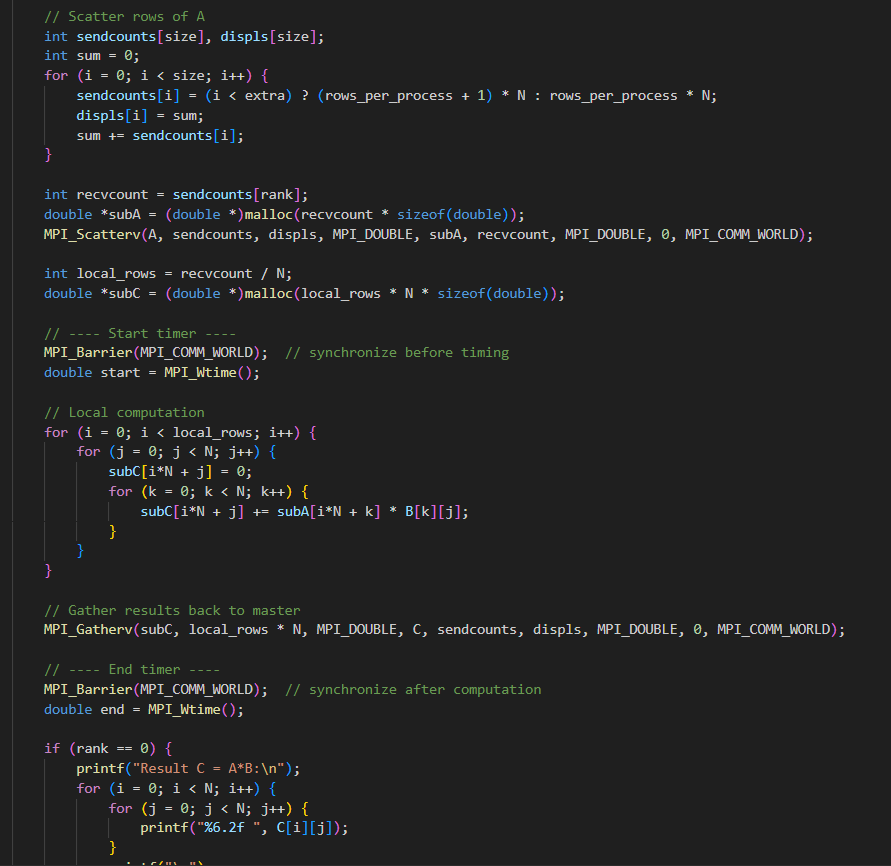 // Scatter rows of A
int sendcounts[size], displs[size];
int sum = 0;
for (i = 0; i < size; i++) {
    sendcounts[i] = (i < extra) ? (rows_per_process + 1) * N : rows_per_process * N;
    displs[i] = sum;
    sum += sendcounts[i];
}

int recvcount = sendcounts[rank];
double *subA = (double *)malloc(recvcount * sizeof(double));
MPI_Scatterv(A, sendcounts, displs, MPI_DOUBLE, subA, recvcount, MPI_DOUBLE, 0, MPI_COMM_WORLD);

int local_rows = recvcount / N;
double *subC = (double *)malloc(local_rows * N * sizeof(double));

// ---- Start timer ----
MPI_Barrier(MPI_COMM_WORLD);  // synchronize before timing
double start = MPI_Wtime();

// Local computation
for (i = 0; i < local_rows; i++) {
    for (j = 0; j < N; j++) {
        subC[i*N + j] = 0;
        for (k = 0; k < N; k++) {
            subC[i*N + j] += subA[i*N + k] * B[k][j];
        }
    }
}

// Gather results back to master
MPI_Gatherv(subC, local_rows * N, MPI_DOUBLE, C, sendcounts, displs, MPI_DOUBLE, 0, MPI_COMM_WORLD);

// ---- End timer ----
MPI_Barrier(MPI_COMM_WORLD);  // synchronize after computation
double end = MPI_Wtime();

if (rank == 0) {
    printf("Result C = A*B:\n");
    for (i = 0; i < N; i++) {
        for (j = 0; j < N; j++) {
            printf("%6.2f ", C[i][j]);
        }